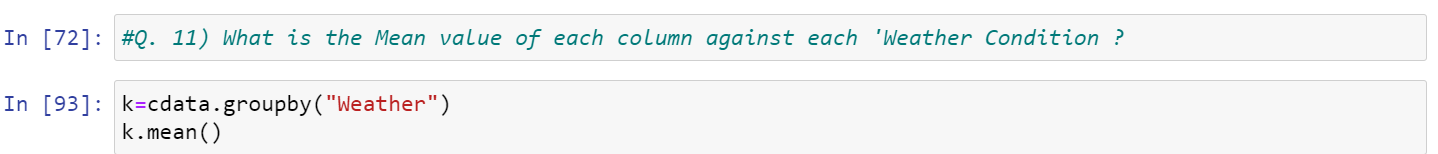 In [72]: #Q. 11) What is the Mean value of each column against each 'Weather Condition ?
In [93]: k=cdata.groupby("Weather")
k.mean()